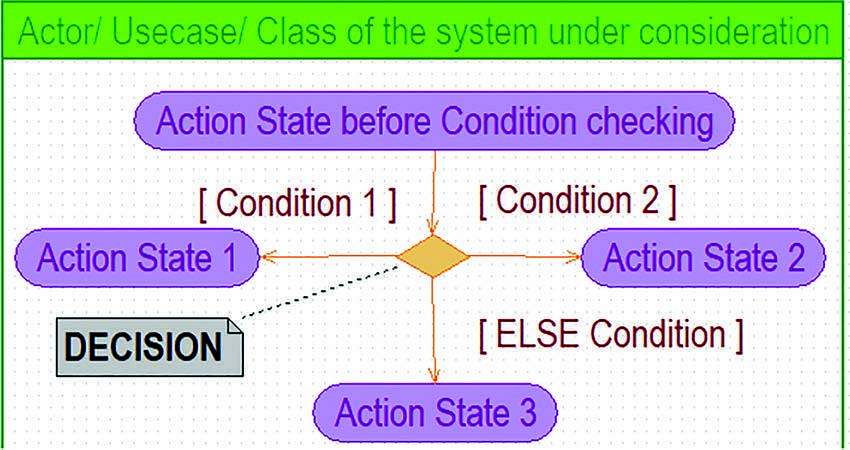 Actor/ Usecase/ Class of the system under consideration
Action State before Condition checking
[ Condition 1 ]
[ Condition 2 ]
Action State 1
Action State 2
DECISION
[ ELSE Condition ]
Action State 3